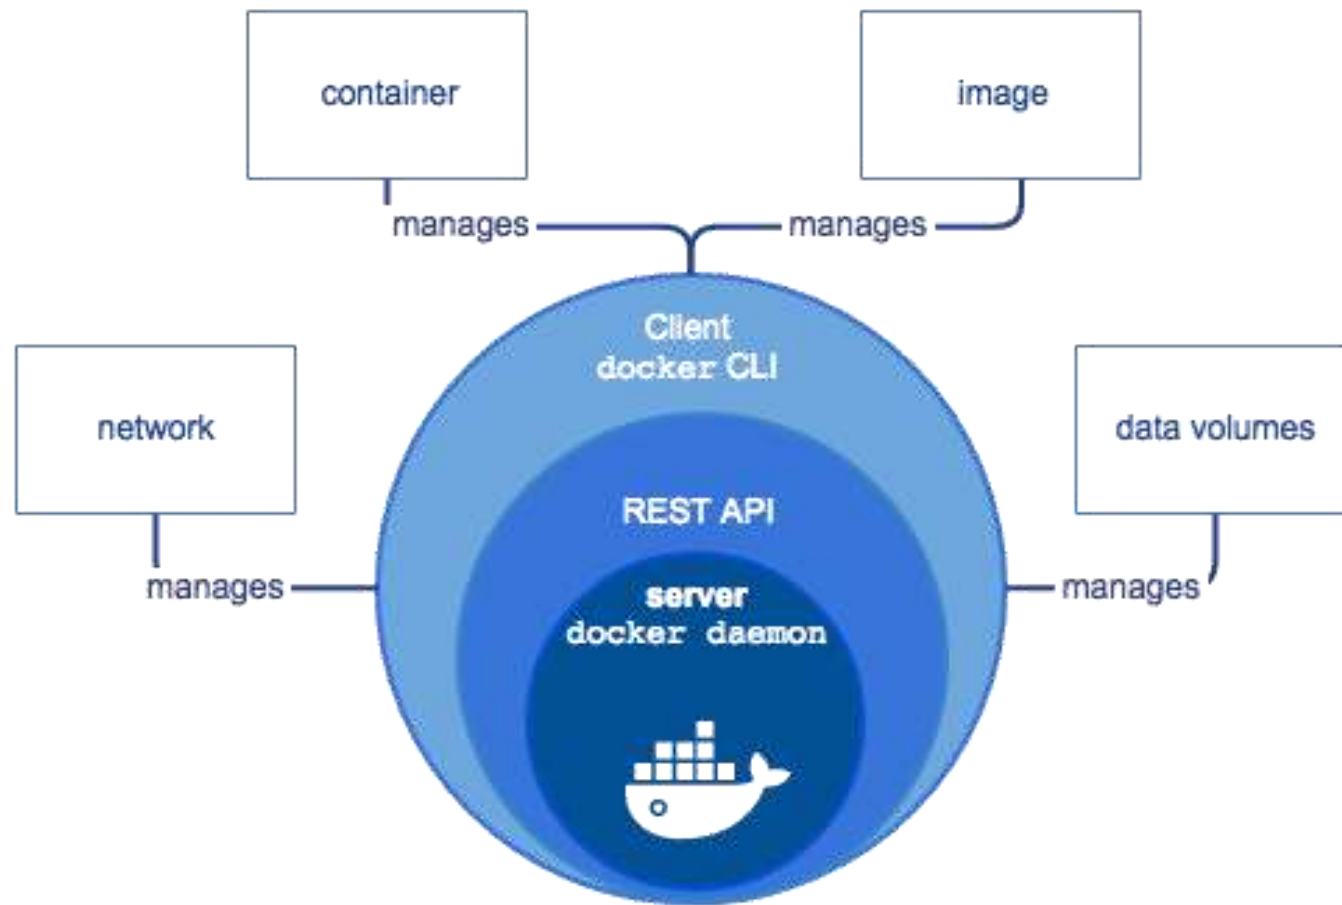 container
image
manages
manages
Client
docker CLI
network
data volumes
REST API
manages
server
docker daemon
manages